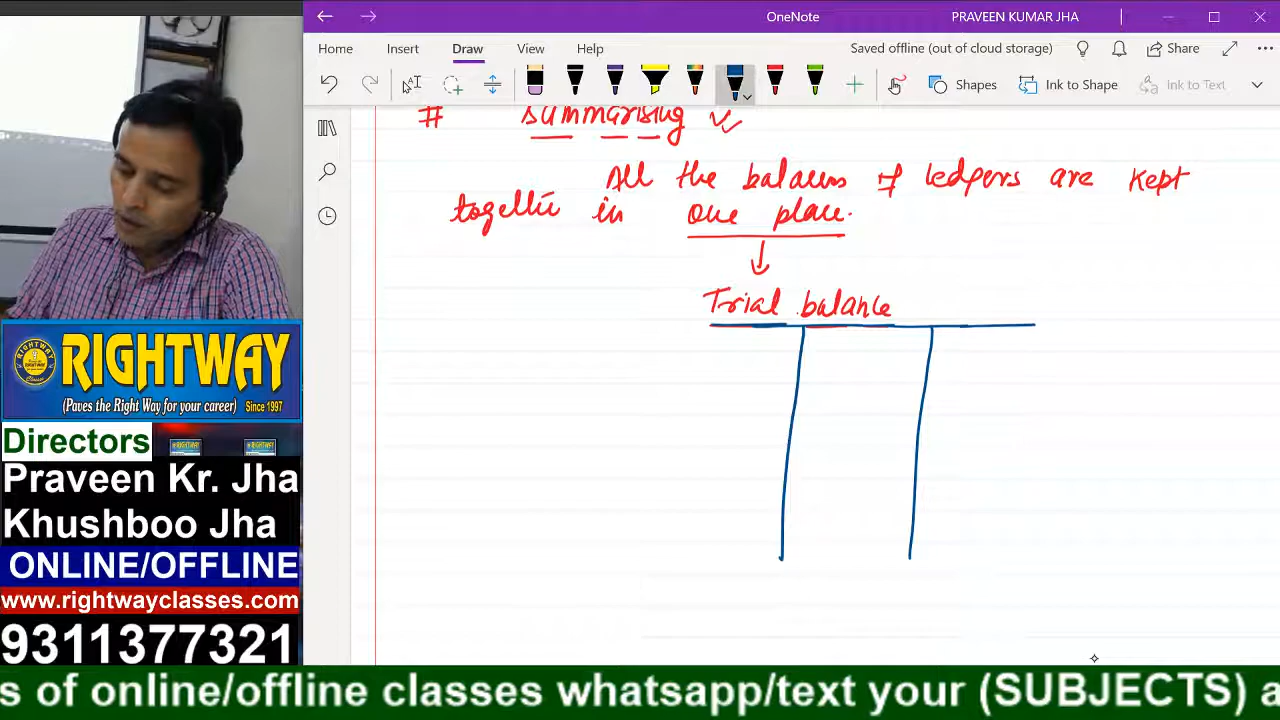 OneNote
PRAVEEN KUMAR JHA
Home Insert Draw View Help
Saved offline (out of cloud storage)
Share
Shapes
Ink to Shape
Ink to Text
# summarising
All the balances of ledgers are kept
together in one place.
Trial balance
RIGHTWAY
(Paves the Right Way for your career) Since 1997
Directors
Praveen Kr. Jha
Khushboo Jha
ONLINE/OFFLINE
www.rightwayclasses.com
9311377321
s of online/offline classes whatsapp/text your (SUBJECTS) a